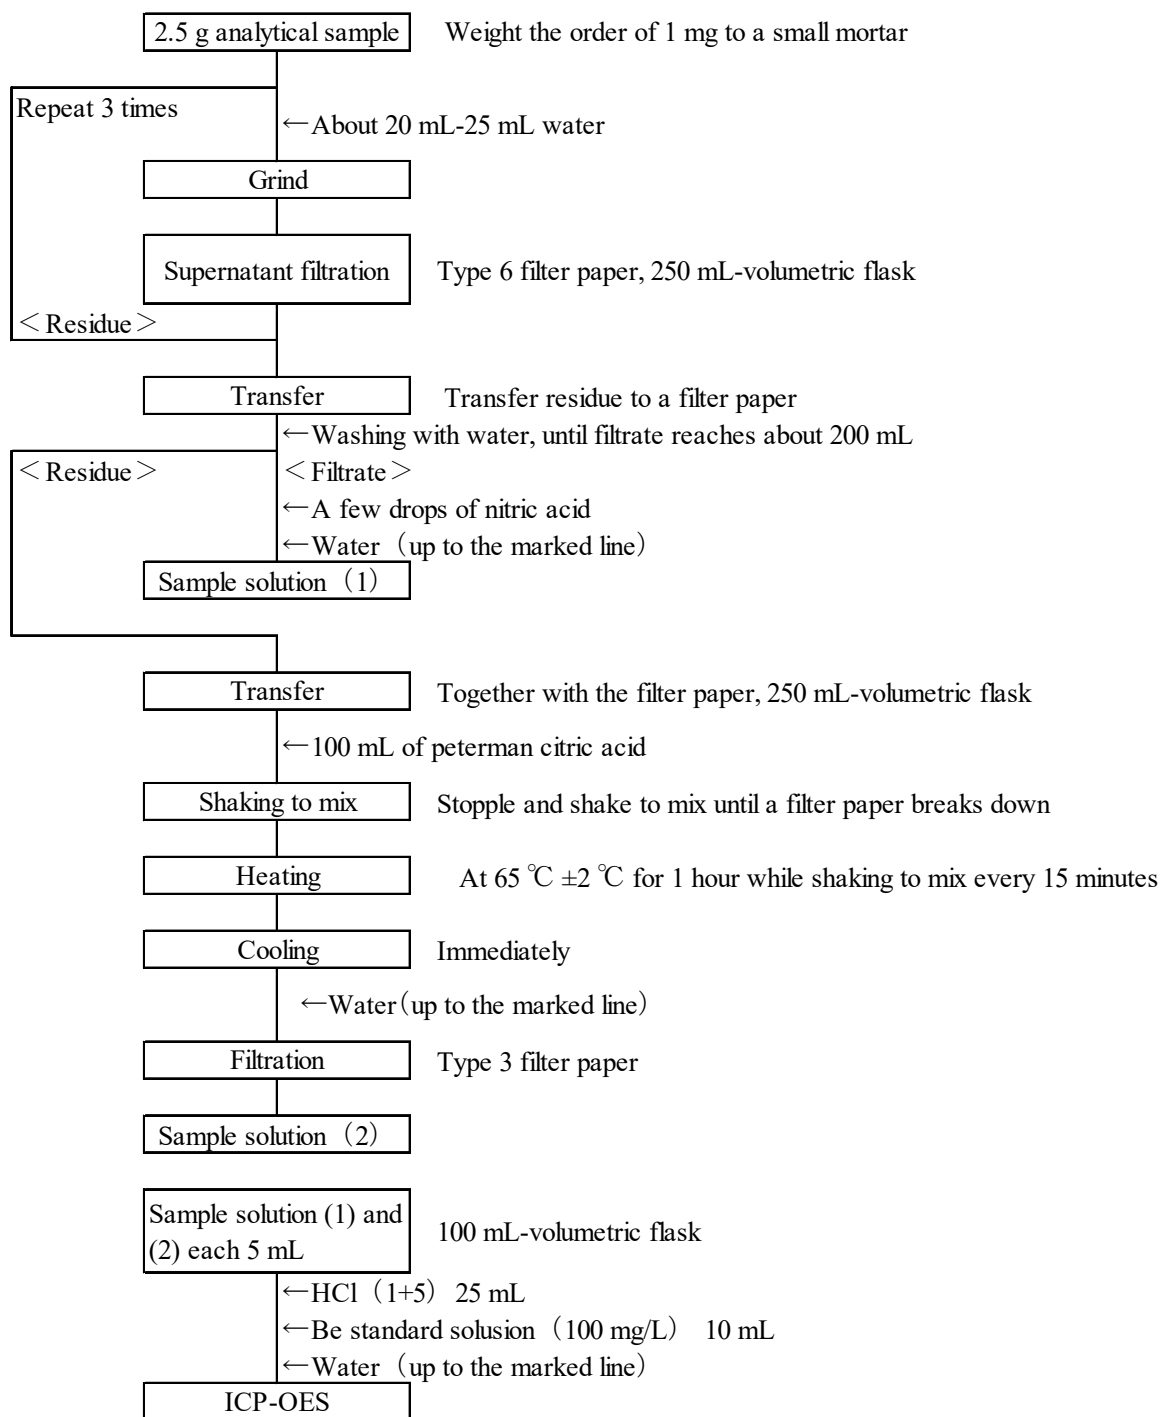 2.5 g analytical sample
Weight the order of 1 mg to a small mortar
Repeat 3 times
←About 20 mL-25 mL water
Grind
Supernatant filtration
Type 6 filter paper, 250 mL-volumetric flask
＜Residue＞
Transfer
Transfer residue to a filter paper
←Washing with water, until filtrate reaches about 200 mL
＜Residue＞
＜Filtrate＞
←A few drops of nitric acid
←Water（up to the marked line）
Sample solution（1）
Transfer
Together with the filter paper, 250 mL-volumetric flask
←100 mL of peterman citric acid
Shaking to mix
Stopple and shake to mix until a filter paper breaks down
Heating
At 65 ℃ ±2 ℃ for 1 hour while shaking to mix every 15 minutes
Cooling
Immediately
←Water（up to the marked line）
Filtration
Type 3 filter paper
Sample solution（2）
Sample solution (1) and
(2) each 5 mL
100 mL-volumetric flask
←HCl（1+5）25 mL
←Be standard solusion（100 mg/L） 10 mL
←Water（up to the marked line）
ICP-OES